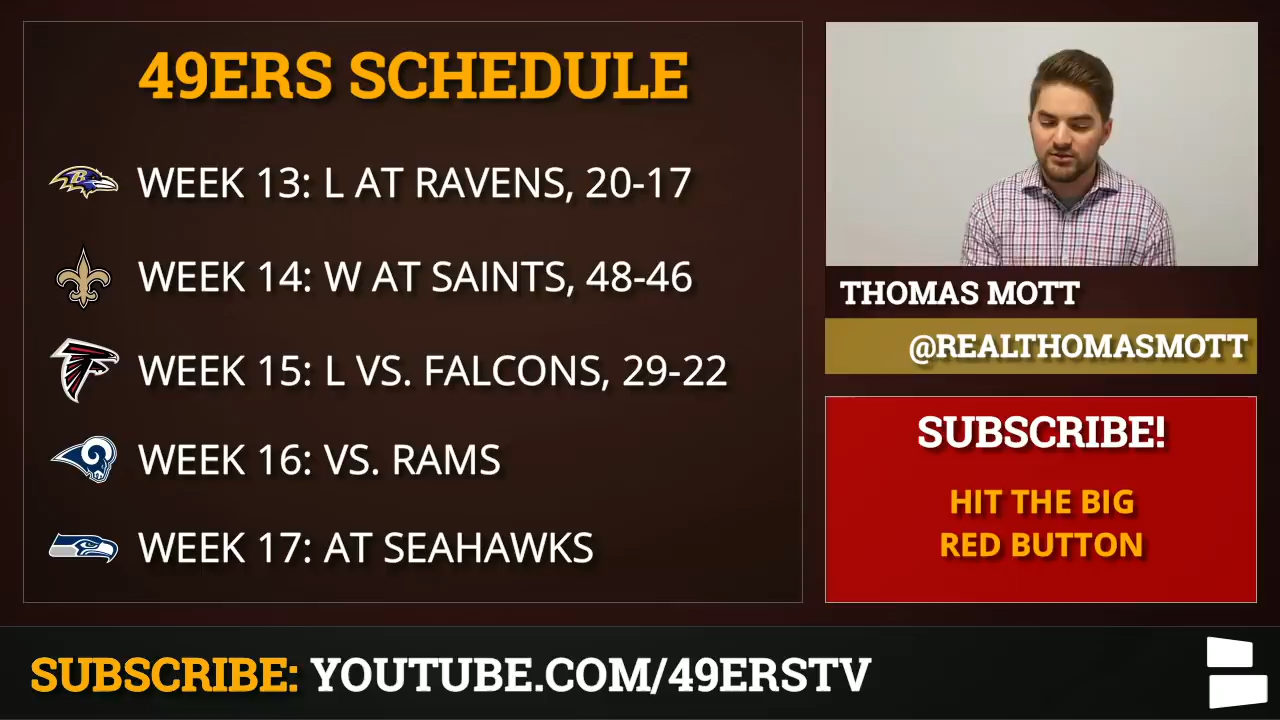 49ERS SCHEDULE
WEEK 13: L AT RAVENS, 20-17
WEEK 14: W AT SAINTS, 48-46
WEEK 15: L VS. FALCONS, 29-22
WEEK 16: VS. RAMS
WEEK 17: AT SEAHAWKS
THOMAS MOTT
@REALTHOMASMOTT
SUBSCRIBE!
HIT THE BIG
RED BUTTON
SUBSCRIBE: YOUTUBE.COM/49ERSTV